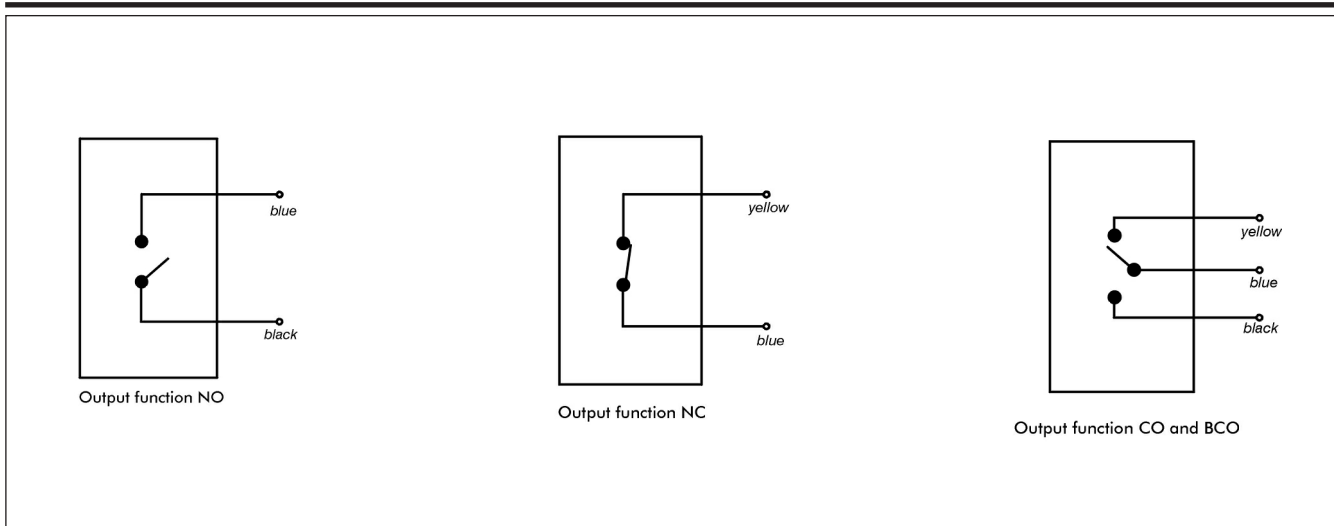 blue
black
Output function NO
yellow
blue
Output function NC
yellow
blue
black
Output function CO and BCO